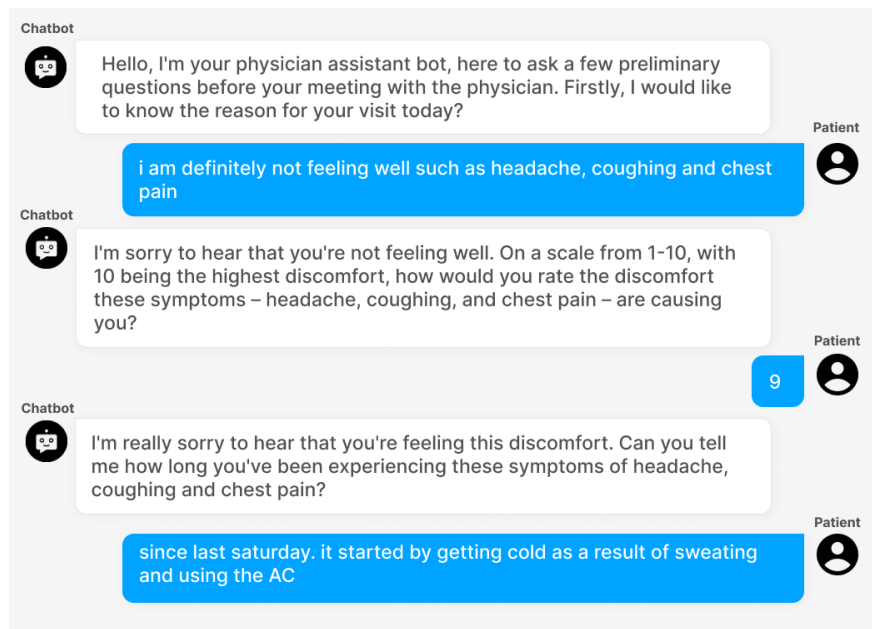 Chatbot
Hello, I'm your physician assistant bot, here to ask a few preliminary
questions before your meeting with the physician. Firstly, I would like
to know the reason for your visit today?
Patient
i am definitely not feeling well such as headache, coughing and chest
pain
Chatbot
I'm sorry to hear that you're not feeling well. On a scale from 1-10, with
10 being the highest discomfort, how would you rate the discomfort
these symptoms – headache, coughing, and chest pain – are causing
you?
Patient
9
Chatbot
I'm really sorry to hear that you're feeling this discomfort. Can you tell
me how long you've been experiencing these symptoms of headache,
coughing and chest pain?
Patient
since last saturday. it started by getting cold as a result of sweating
and using the AC